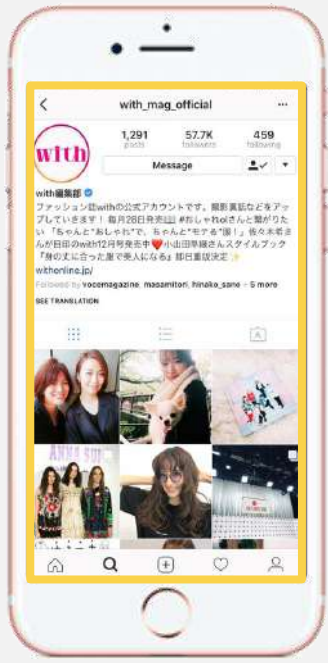 with_mag_official
1,291
57.7K
459
posts
followers
following
with
Message
with編集部
ファッション誌withの公式アカウントです。撮影裏話などをアッ
プしていきます！ 毎月28日発売 #おしゃれolさんと繋がりた
い 「ちゃんと"おしゃれ"で、ちゃんと"モテる"服！」佐々木希さ
んが目印のwith12月号発売中❤️小山田早織さんスタイルブック
『身の丈に合った服で美人になる』即日重版決定✨
withonline.jp/
Followed by vocemagazine, masamitori, hinako_sano + 5 more
SEE TRANSLATION
ANNA SUI